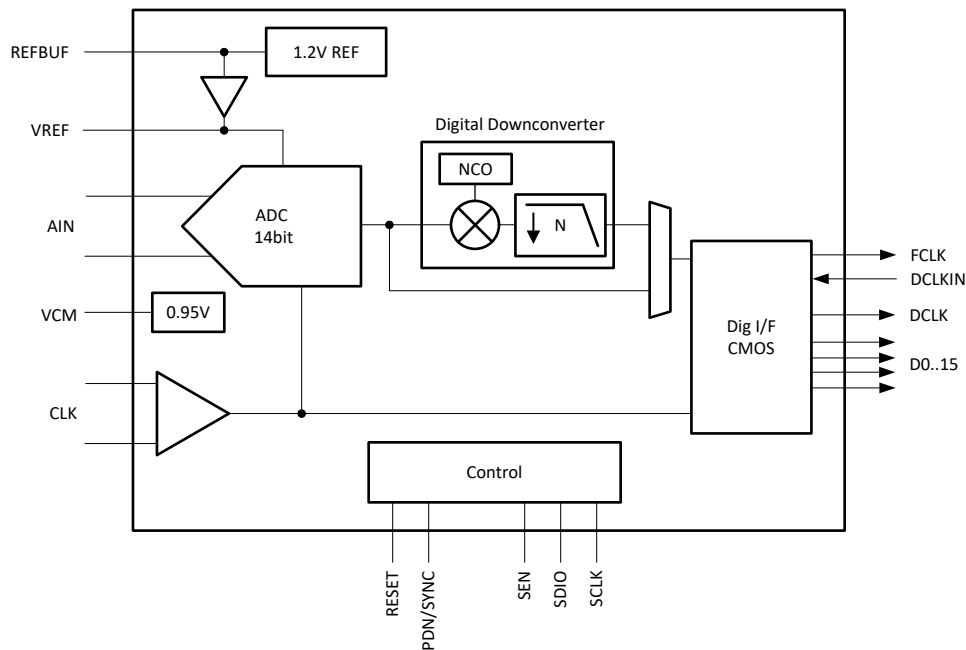 REFBUF
1.2V REF
VREF
Digital Downconverter
NCO
AIN
ADC
14bit
N
FCLK
DCLKIN
VCM
0.95V
Dig I/F
CMOS
DCLK
D0..15
CLK
Control
RESET
PDN/SYNC
SEN
SDIO
SCLK